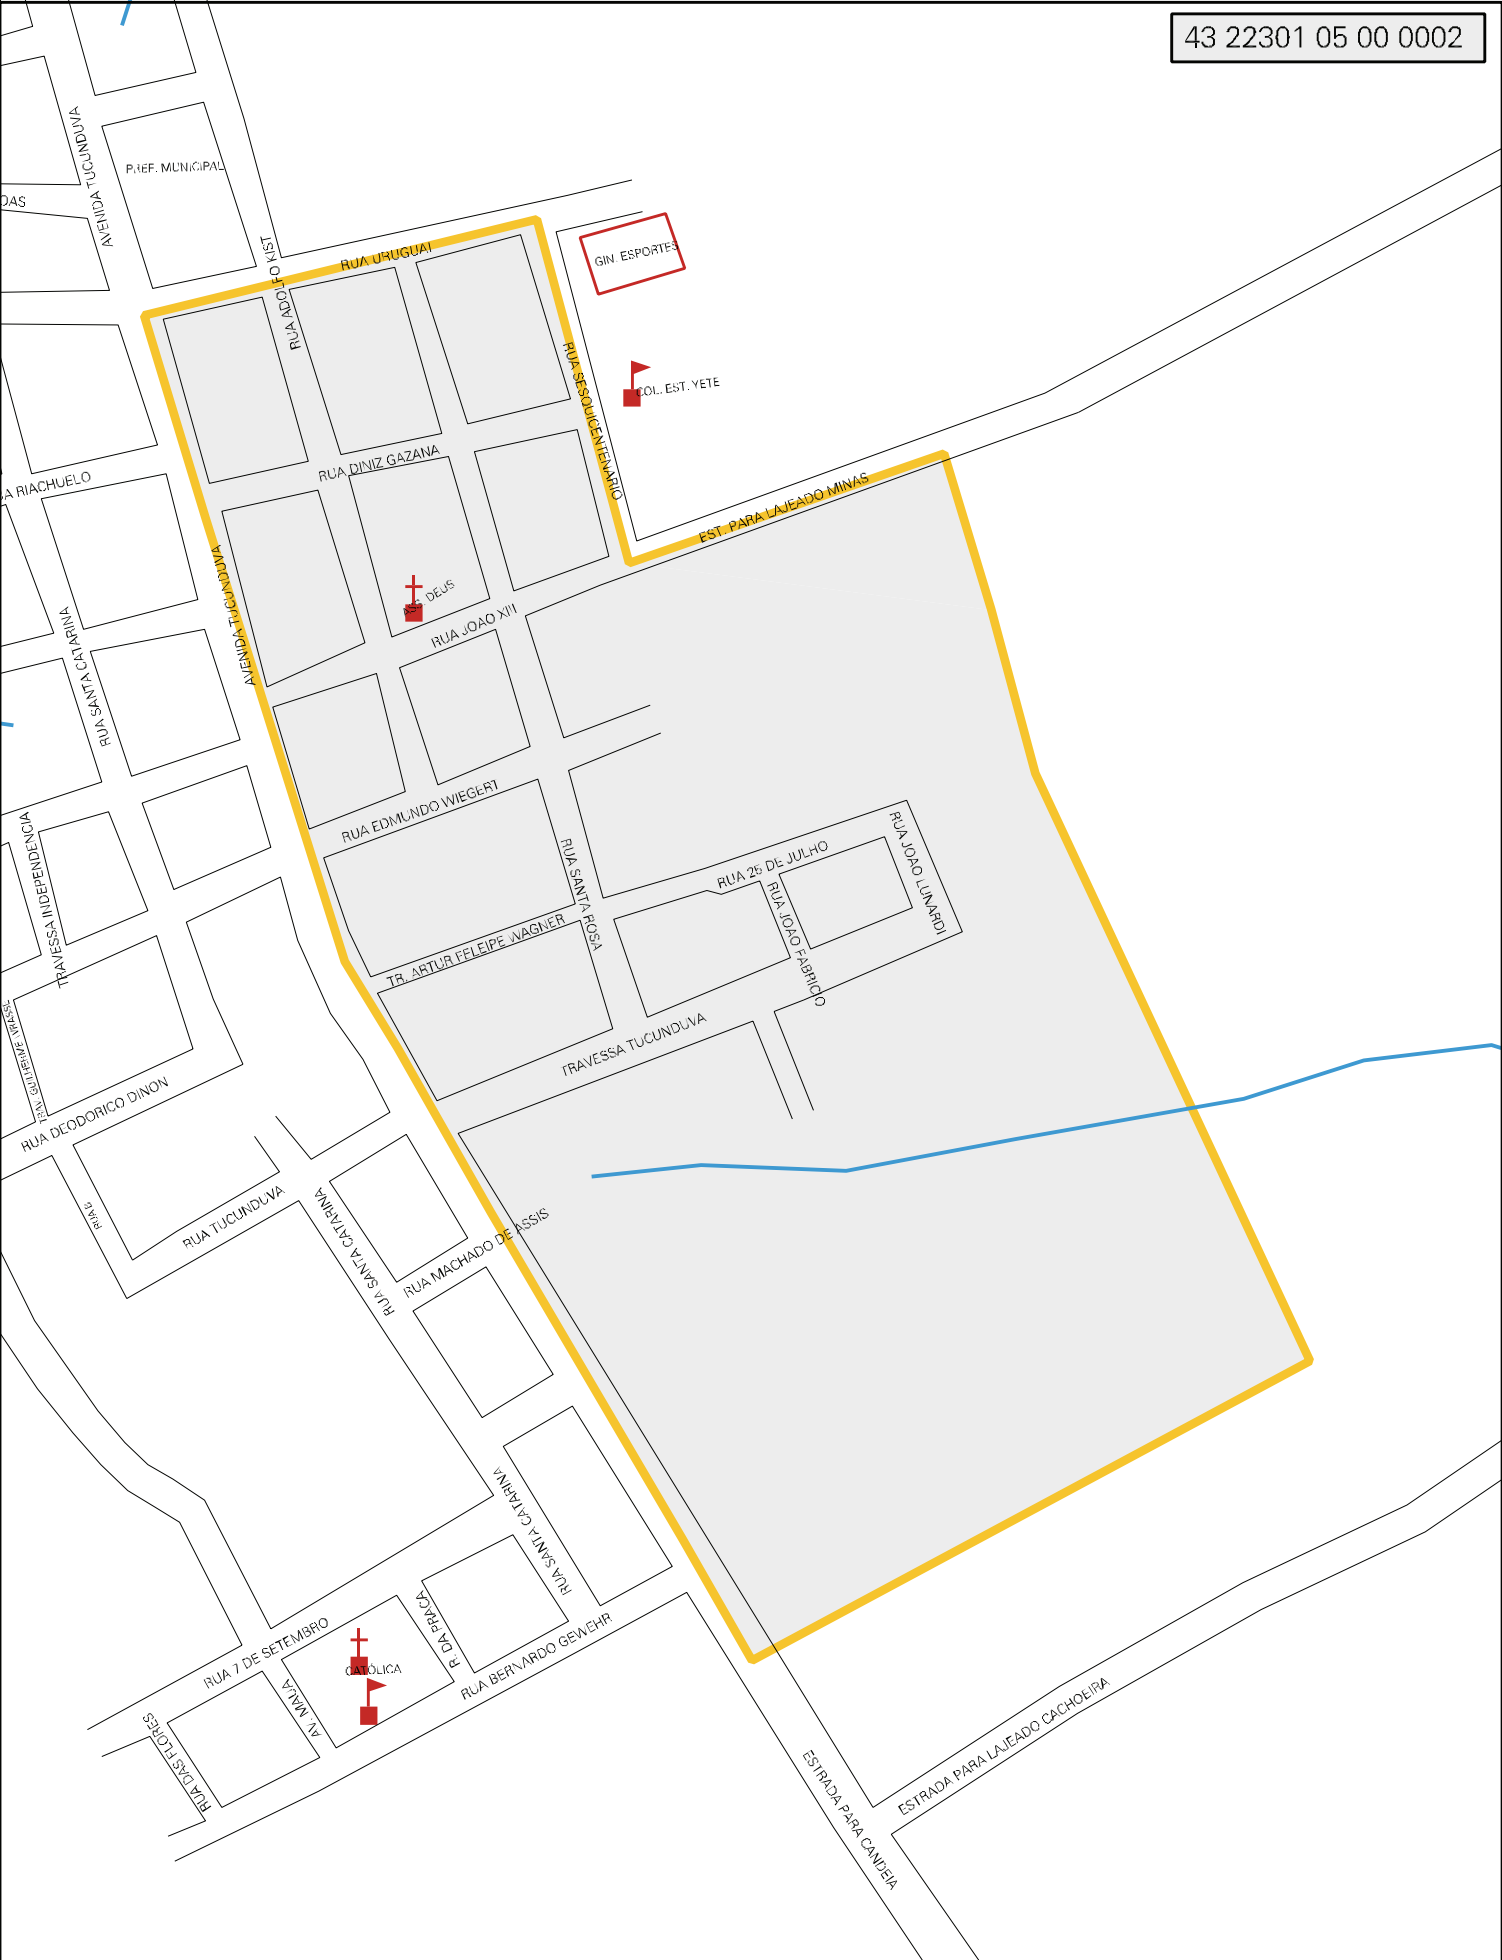 43 22301 05 00 0002
AVENIDA TUCUNDUVA
PREF. MUNICIPAL
OAS
RUA ADOLFO KIST
RUA URUGUAI
GIN. ESPORTES
COL. EST. YETE
RUA SESQUICENTENARIO
RUA DINIZ GAZANA
RIACHUELO
EST. PARA LAJEADO MINAS
AVENIDA TUCUNDUVA
ASS. DEUS
RUA JOAO XIII
RUA SANTA CATARINA
RUA EDMUNDO WIEGERT
TRAVESSA INDEPENDENCIA
RUA SANTA ROSA
RUA 25 DE JULHO
RUA JOAO LUNARDI
RUA JOAO FABRICIO
TR. ARTUR FELEIPE WAGNER
TRAVESSA TUCUNDUVA
RUA DEODORICO DINON
RUA E
RUA TUCUNDUVA
RUA SANTA CATARINA
RUA MACHADO DE ASSIS
RUA SANTA CATARINA
RUA 7 DE SETEMBRO
R. DA PRACA
CATÓLICA
RUA BERNARDO GEWEHR
AV. MAUA
RUA DAS FLORES
ESTRADA PARA LAJEADO CACHOEIRA
ESTRADA PARA CANDEIA